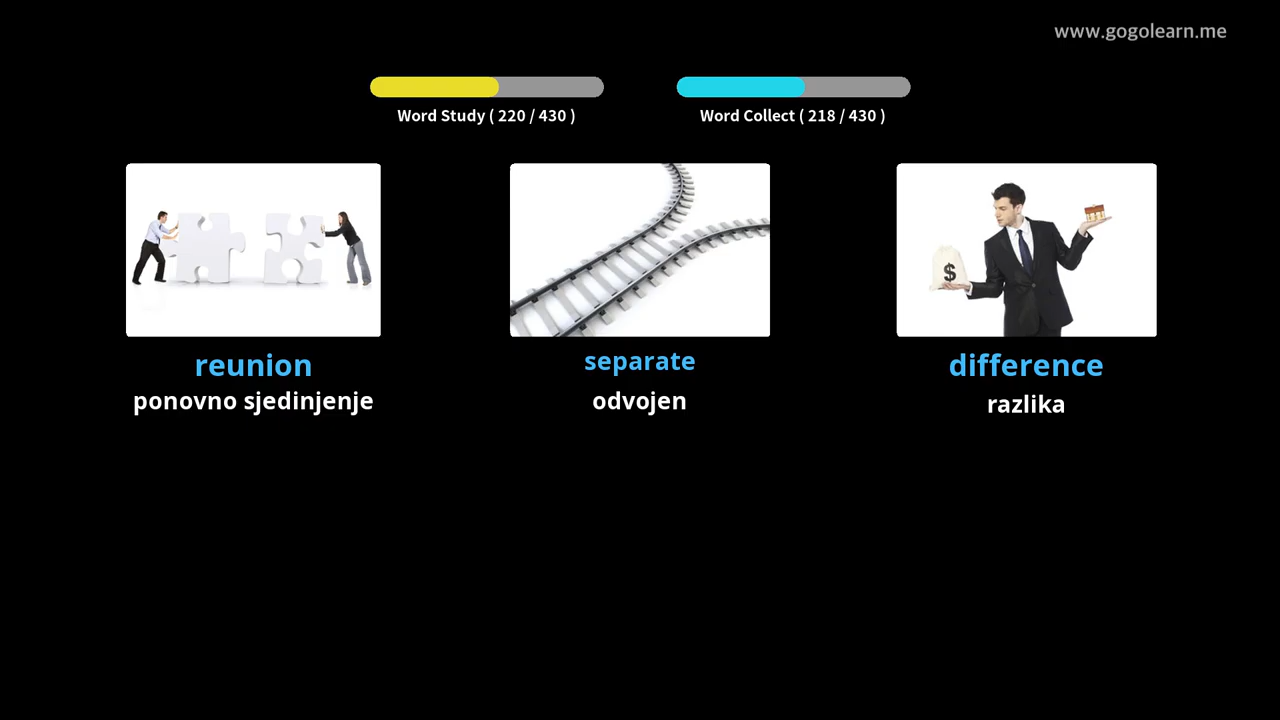 www.gogolearn.me
Word Study ( 220 / 430 )
Word Collect ( 218 / 430 )
$
reunion
ponovno sjedinjenje
separate
odvojen
difference
razlika